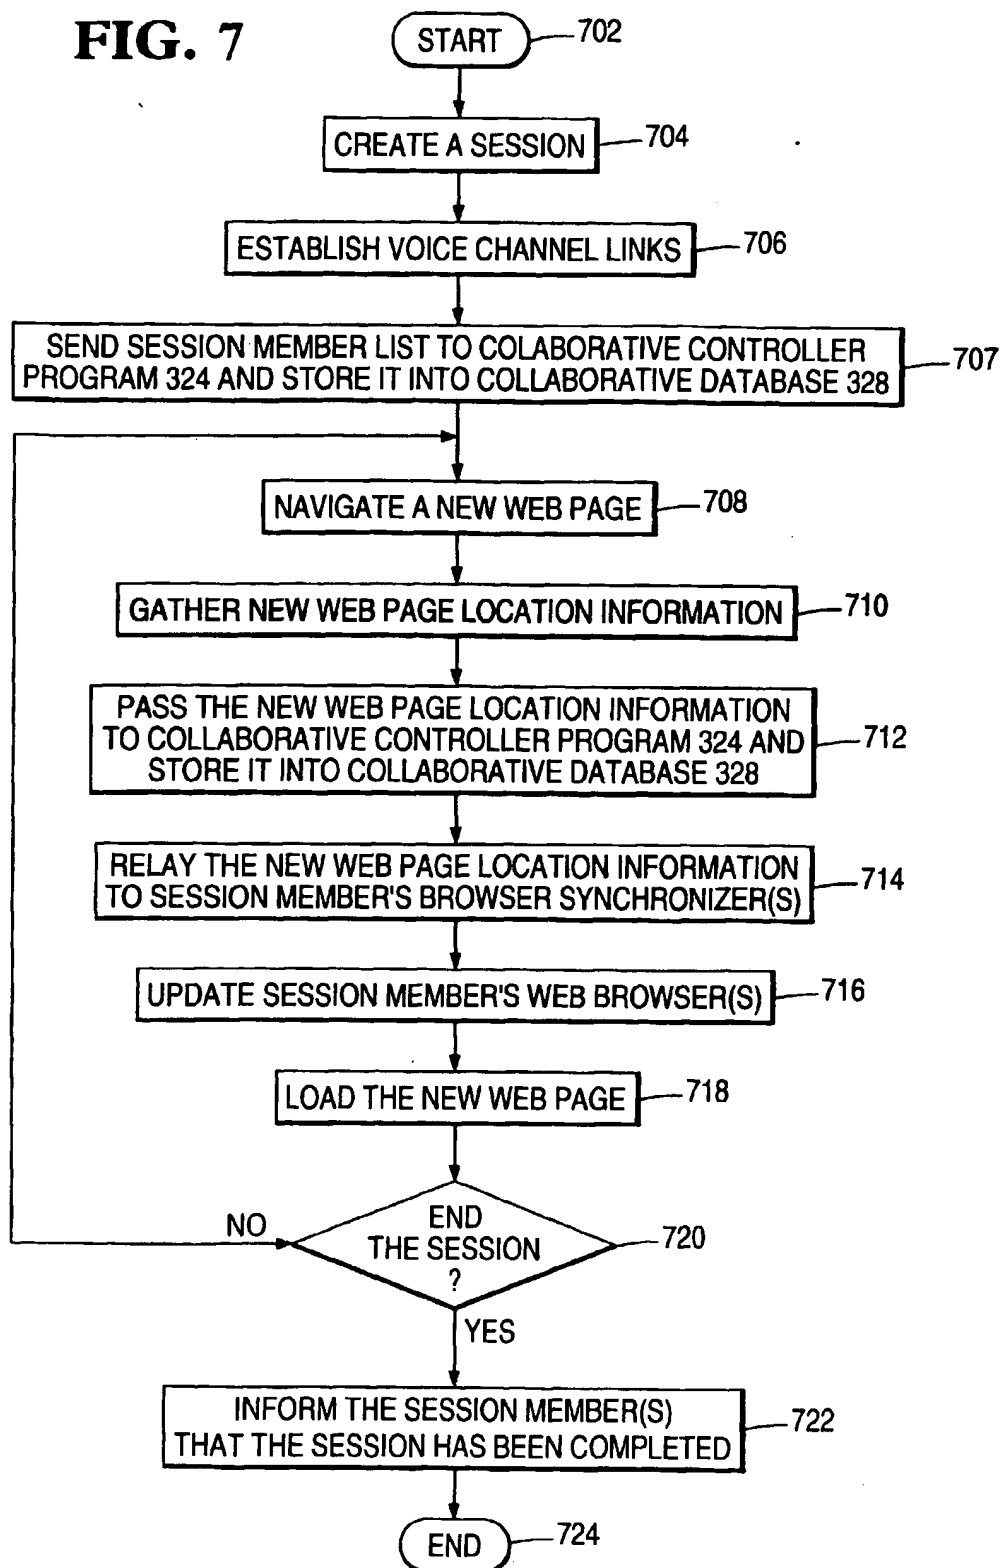 FIG. 7
START
702
CREATE A SESSION
704
ESTABLISH VOICE CHANNEL LINKS
706
SEND SESSION MEMBER LIST TO COLABORATIVE CONTROLLER
PROGRAM 324 AND STORE IT INTO COLLABORATIVE DATABASE 328
707
NAVIGATE A NEW WEB PAGE
708
GATHER NEW WEB PAGE LOCATION INFORMATION
710
PASS THE NEW WEB PAGE LOCATION INFORMATION
TO COLLABORATIVE CONTROLLER PROGRAM 324 AND
STORE IT INTO COLLABORATIVE DATABASE 328
712
RELAY THE NEW WEB PAGE LOCATION INFORMATION
TO SESSION MEMBER'S BROWSER SYNCHRONIZER(S)
714
UPDATE SESSION MEMBER'S WEB BROWSER(S)
716
LOAD THE NEW WEB PAGE
718
NO
END
THE SESSION
?
720
YES
INFORM THE SESSION MEMBER(S)
THAT THE SESSION HAS BEEN COMPLETED
722
END
724